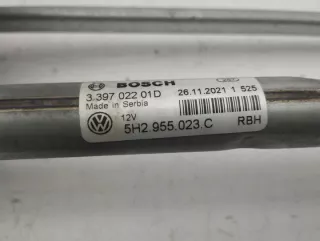 BOSCH
3 397 022 01D 26.11.2021 1 525
Made in Serbia
12V
5H2.955.023.C RBH